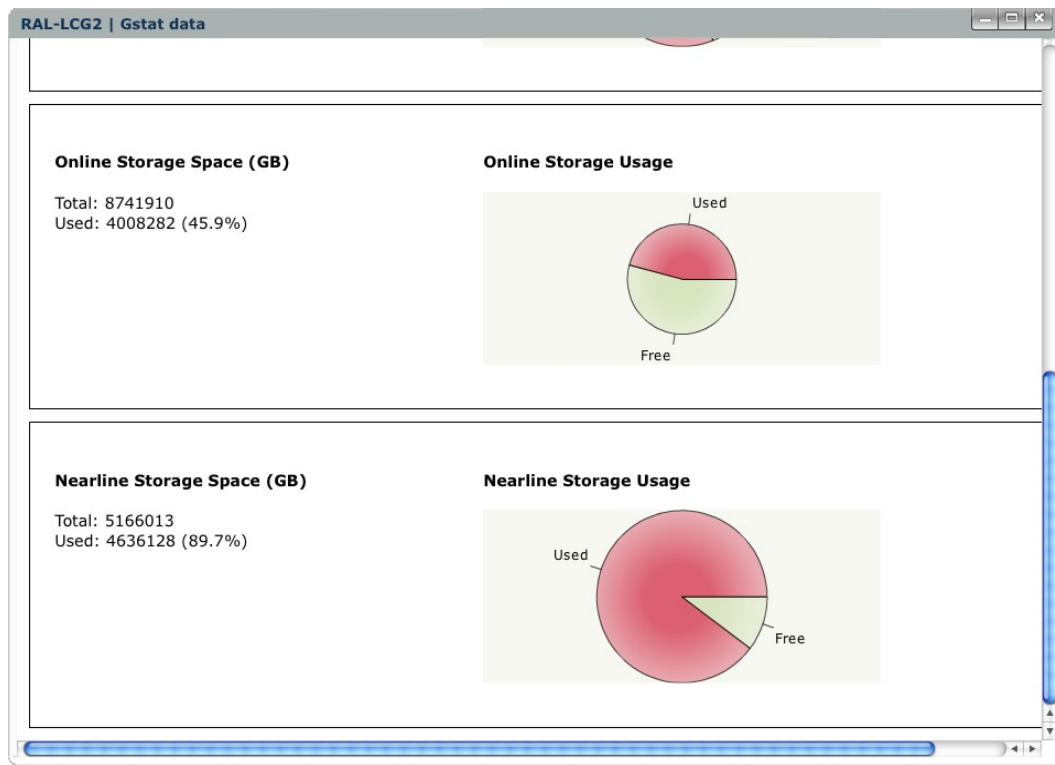 RAL-LCG2 | Gstat data
Online Storage Space (GB)
Total: 8741910
Used: 4008282 (45.9%)
Online Storage Usage
Used
Free
Nearline Storage Space (GB)
Total: 5166013
Used: 4636128 (89.7%)
Nearline Storage Usage
Used
Free